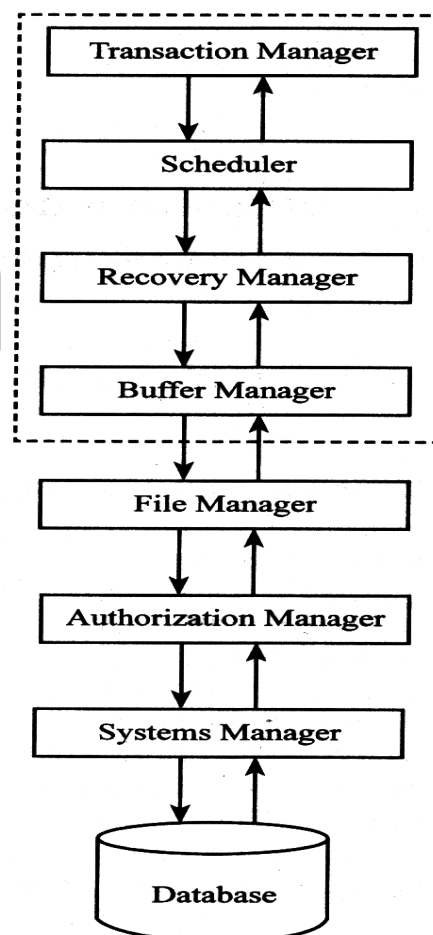 Transaction Manager
Scheduler
Recovery Manager
Buffer Manager
File Manager
Authorization Manager
Systems Manager
Database